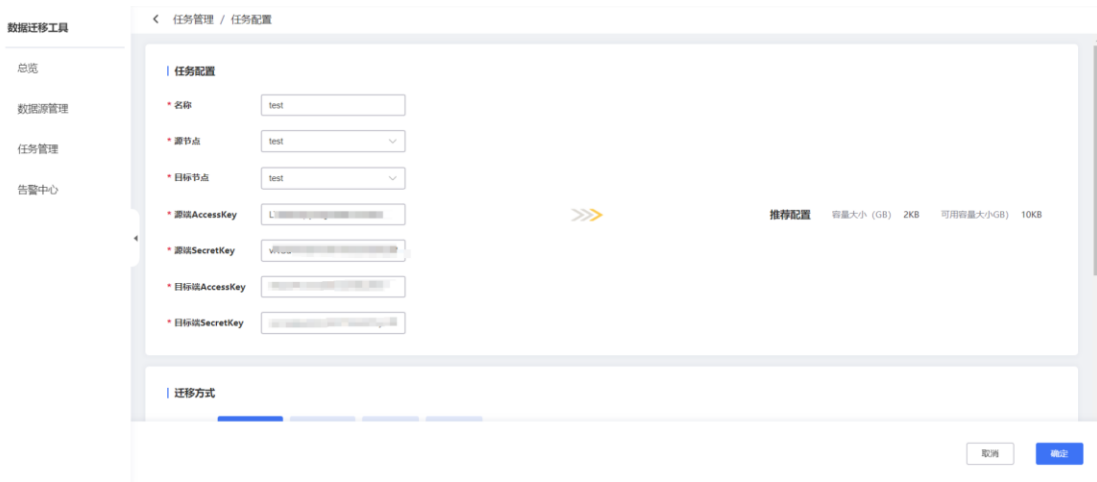 数据迁移工具
总览
数据源管理
任务管理
告警中心
任务管理 / 任务配置
任务配置
* 名称 test
* 源节点 test
* 目标节点 test
* 源端AccessKey
* 源端SecretKey
* 目标端AccessKey
* 目标端SecretKey
推荐配置 容量大小（GB） 2KB 可用容量大小GB） 10KB
迁移方式
取消 确定